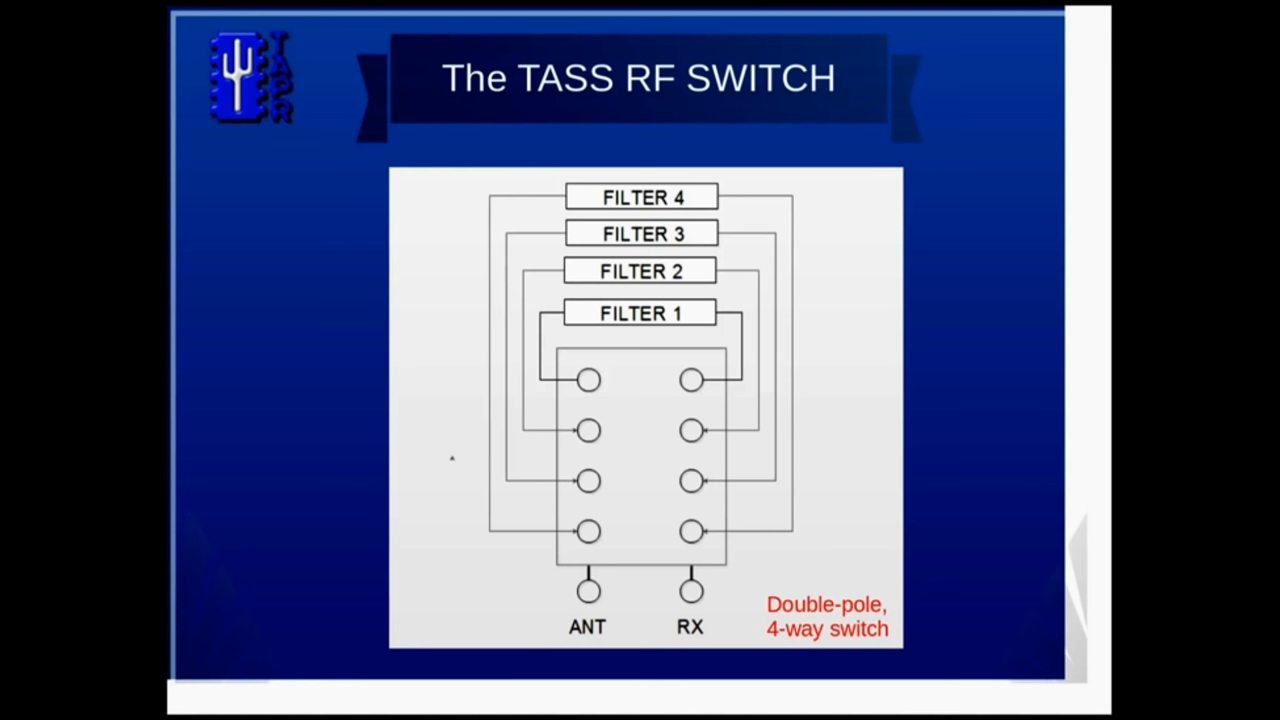 TAPR
The TASS RF SWITCH
FILTER 4
FILTER 3
FILTER 2
FILTER 1
ANT
RX
Double-pole,
4-way switch